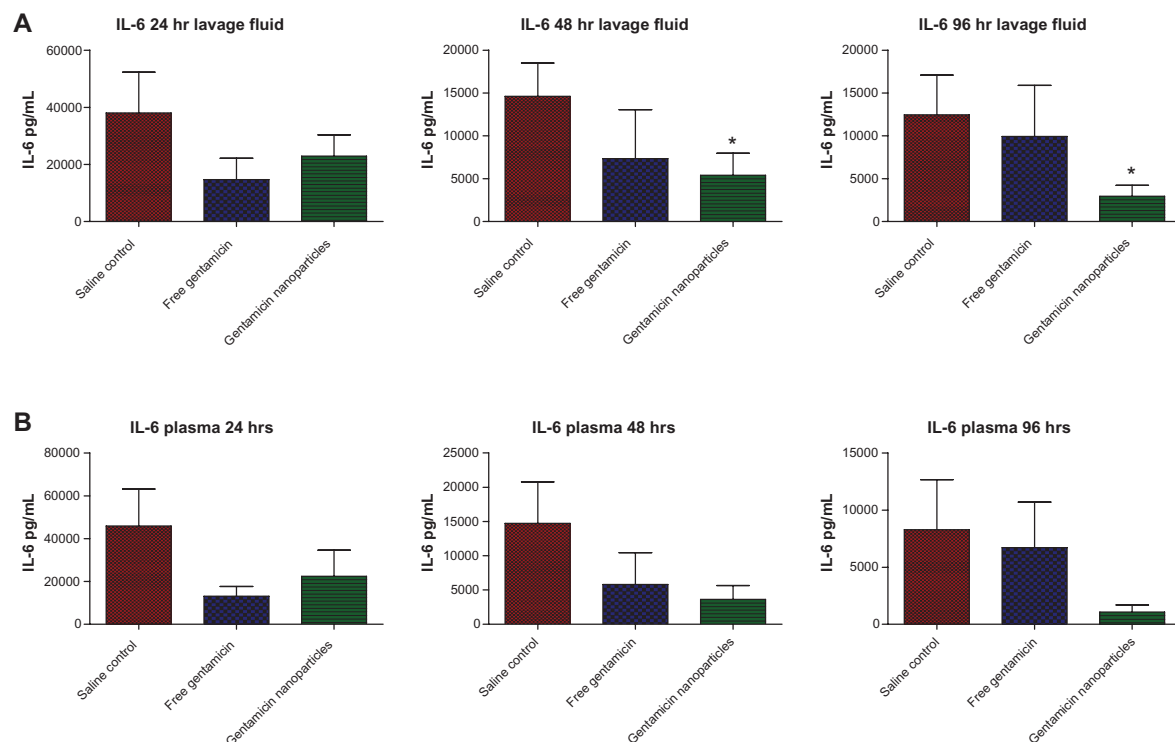 A
IL-6 24 hr lavage fluid
IL-6 pg/mL
60000
40000
20000
0
Saline control
Free gentamicin
Gentamicin nanoparticles
IL-6 48 hr lavage fluid
IL-6 pg/mL
20000
15000
10000
5000
0
*
Saline control
Free gentamicin
Gentamicin nanoparticles
IL-6 96 hr lavage fluid
IL-6 pg/mL
20000
15000
10000
5000
0
*
Saline control
Free gentamicin
Gentamicin nanoparticles
B
IL-6 plasma 24 hrs
IL-6 pg/mL
80000
60000
40000
20000
0
Saline control
Free gentamicin
Gentamicin nanoparticles
IL-6 plasma 48 hrs
IL-6 pg/mL
25000
20000
15000
10000
5000
0
Saline control
Free gentamicin
Gentamicin nanoparticles
IL-6 plasma 96 hrs
IL-6 pg/mL
15000
10000
5000
0
Saline control
Free gentamicin
Gentamicin nanoparticles